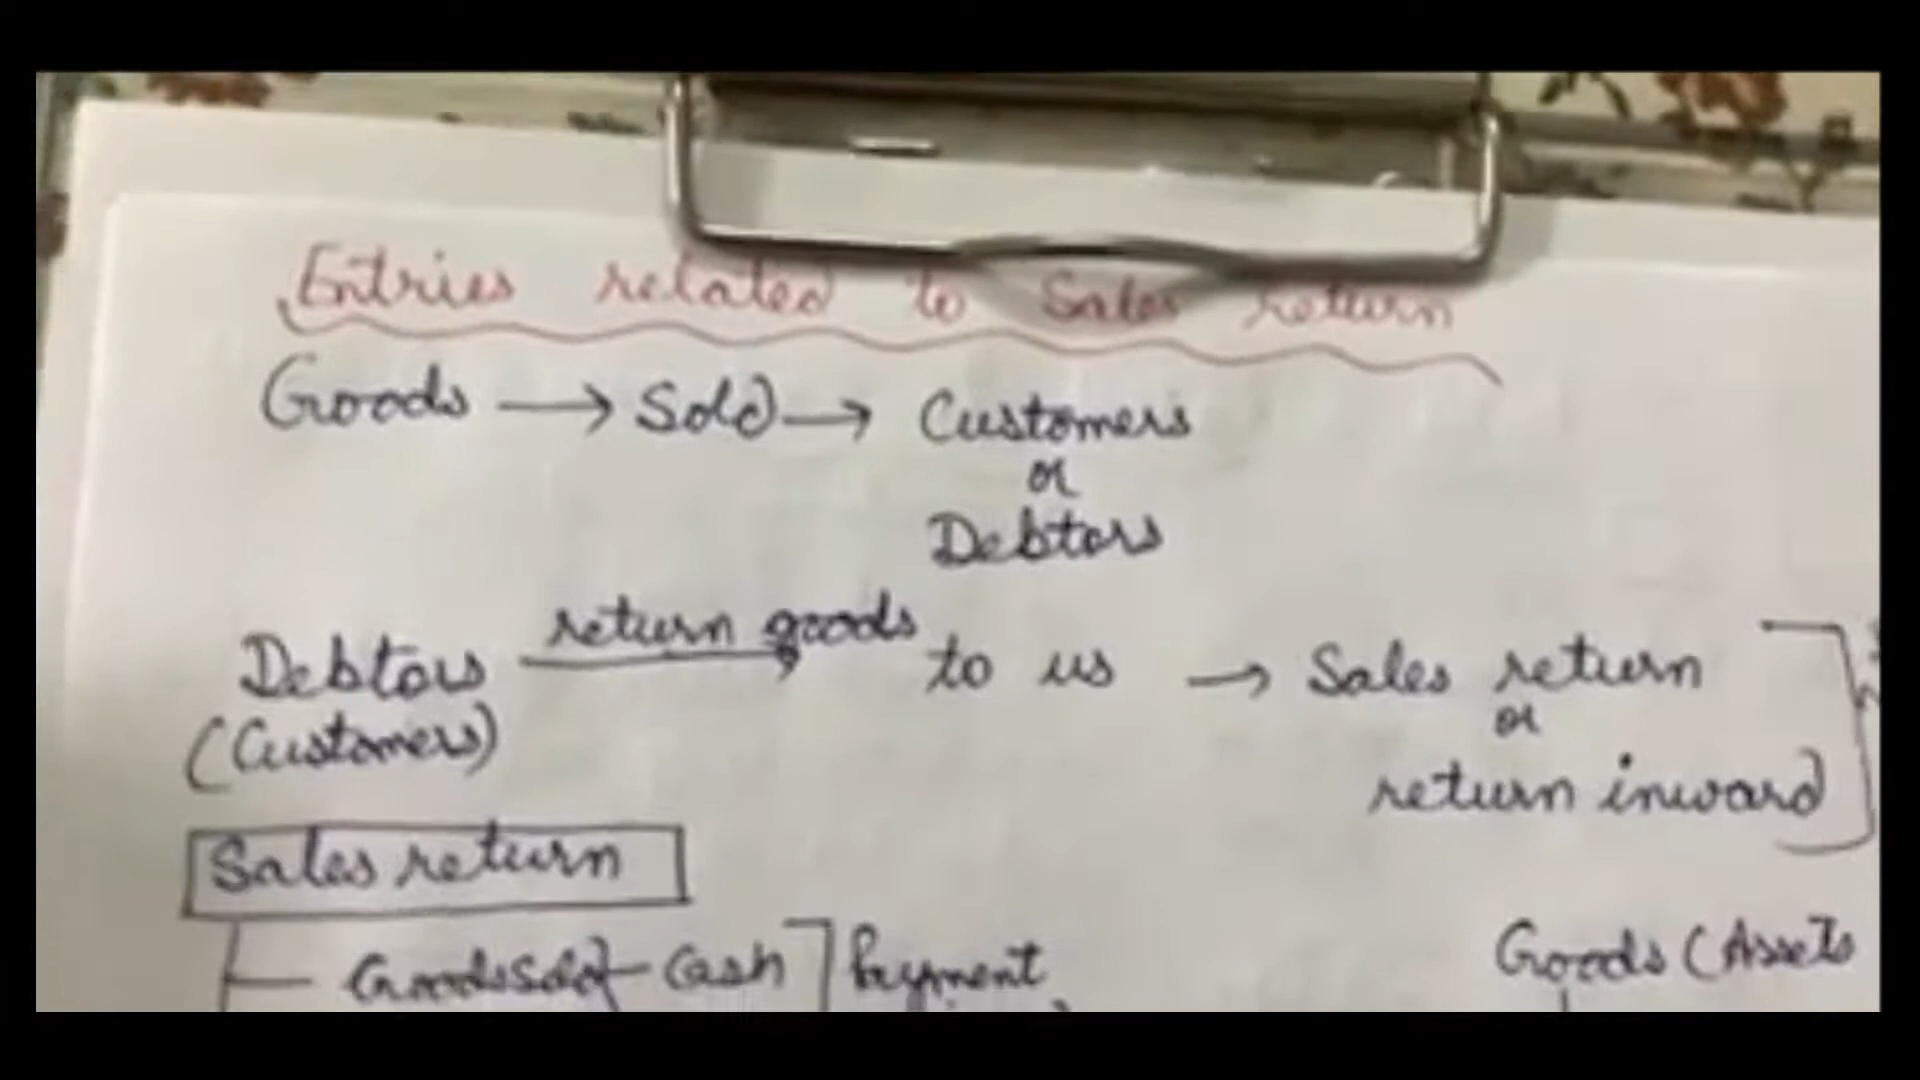 Entries related to Sales return
Goods → Sold → Customers
or
Debtors
Debtors return goods to us → Sales return
or
(Customers) return inward
Sales return
Goods Sold - Cash ] Payment
Goods (Assets